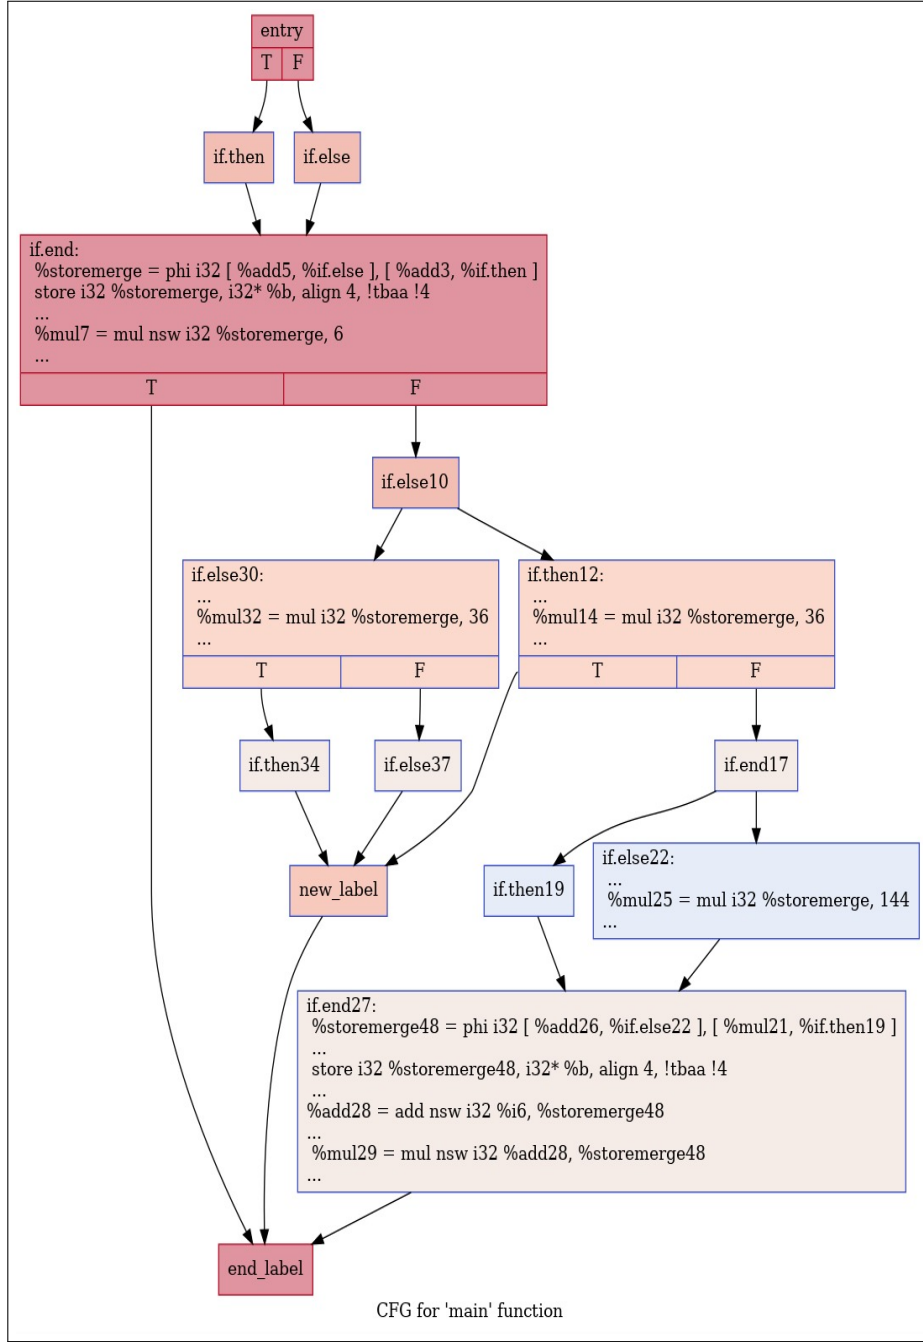 entry
T F
if.then if.else
if.end:
%storemerge = phi i32 [ %add5, %if.else ], [ %add3, %if.then ]
store i32 %storemerge, i32* %b, align 4, !tbaa !4
...
%mul7 = mul nsw i32 %storemerge, 6
...
T F
if.else10
if.else30:
...
%mul32 = mul i32 %storemerge, 36
...
T F
if.then12:
...
%mul14 = mul i32 %storemerge, 36
...
T F
if.then34 if.else37 if.end17
new_label if.then19
if.else22:
...
%mul25 = mul i32 %storemerge, 144
...
if.end27:
%storemerge48 = phi i32 [ %add26, %if.else22 ], [ %mul21, %if.then19 ]
...
store i32 %storemerge48, i32* %b, align 4, !tbaa !4
...
%add28 = add nsw i32 %i6, %storemerge48
...
%mul29 = mul nsw i32 %add28, %storemerge48
...
end_label
CFG for 'main' function